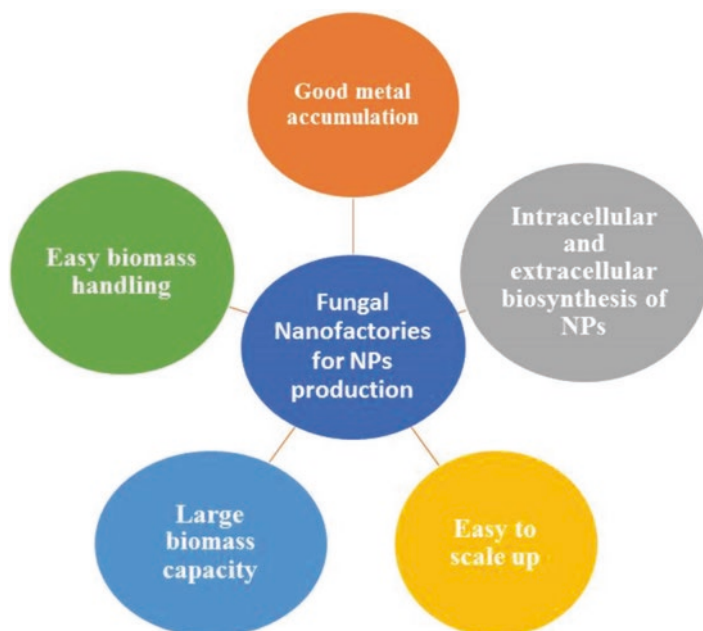 Good metal
accumulation
Intracellular
and
extracellular
biosynthesis of
NPs
Easy biomass
handling
Fungal
Nanofactories
for NPs
production
Large
biomass
capacity
Easy to
scale up